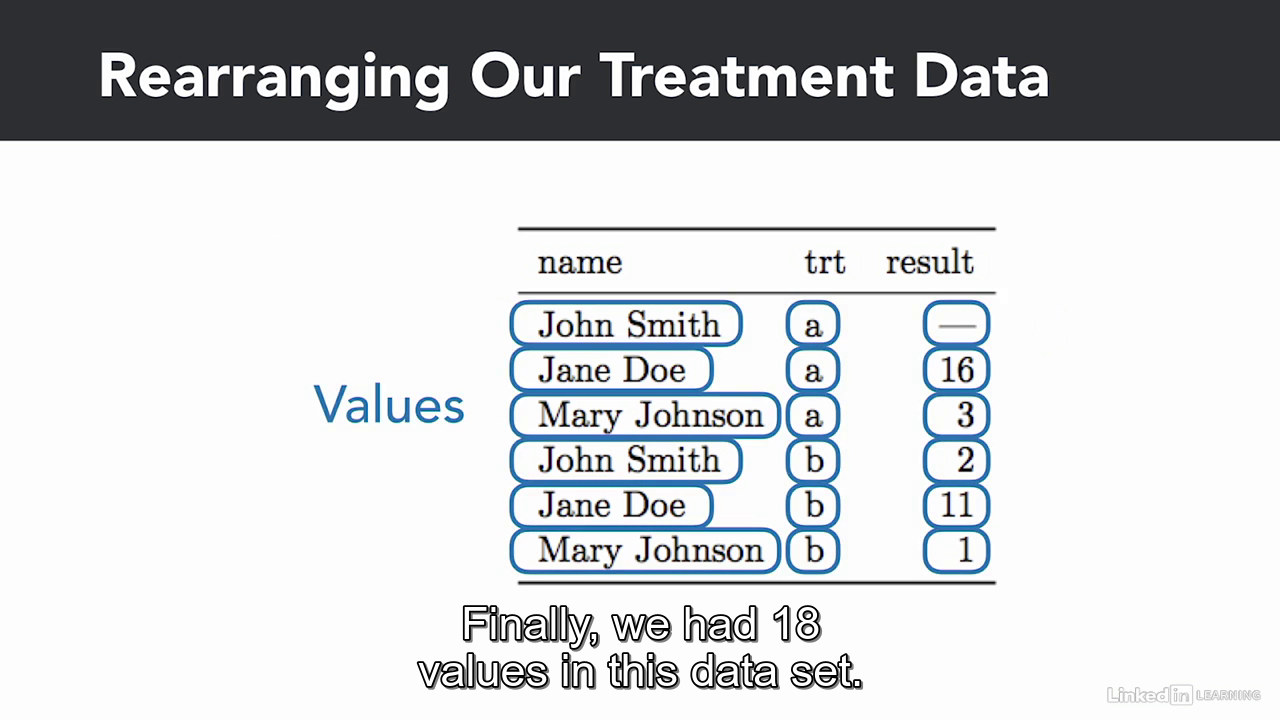 Rearranging Our Treatment Data
name trt result
John Smith a —
Jane Doe a 16
Values
Mary Johnson a 3
John Smith b 2
Jane Doe b 11
Mary Johnson b 1
Finally, we had 18
values in this data set.
Linked in LEARNING